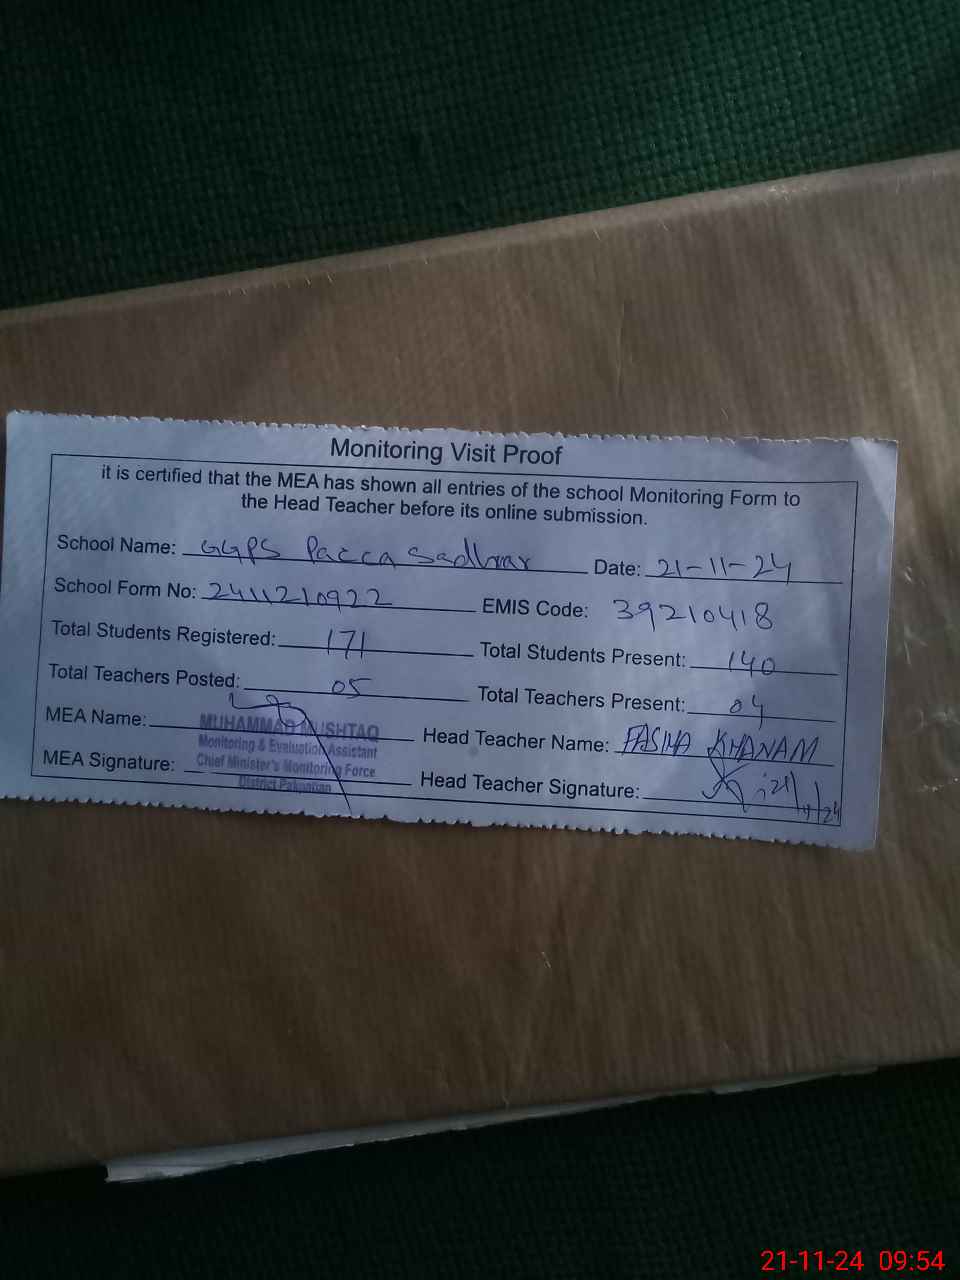 Monitoring Visit Proof
it is certified that the MEA has shown all entries of the school Monitoring Form to
the Head Teacher before its online submission.
School Name: GGPS Pacca Sadhrar Date: 21-11-24
School Form No: 2411210922 EMIS Code: 39210418
Total Students Registered: 171 Total Students Present: 140
Total Teachers Posted: 05 Total Teachers Present: 04
MEA Name: MUHAMMAD MUSHTAQ Head Teacher Name: FASIHA KHANAM
Monitoring & Evaluation Assistant
Chief Minister's Monitoring Force
MEA Signature: Head Teacher Signature: 21/11/24
District Pakpattan
21-11-24 09:54